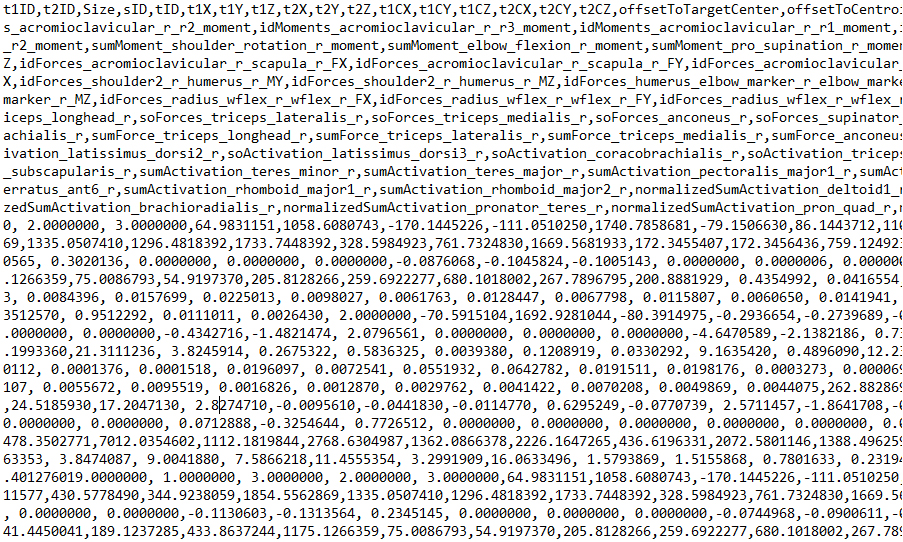 t1ID,t2ID,Size,sID,tID,t1X,t1Y,t1Z,t2X,t2Y,t2Z,t1CX,t1CY,t1CZ,t2CX,t2CY,t2CZ,offsetToTargetCenter,offsetToCentroi
s_acromioclavicular_r_r2_moment,idMoments_acromioclavicular_r_r3_moment,idMoments_acromioclavicular_r_r1_moment,i
_r2_moment,sumMoment_shoulder_rotation_r_moment,sumMoment_elbow_flexion_r_moment,sumMoment_pro_supination_r_mome
Z,idForces_acromioclavicular_r_scapula_r_FX,idForces_acromioclavicular_r_scapula_r_FY,idForces_acromioclavicular_
X,idForces_shoulder2_r_humerus_r_MY,idForces_shoulder2_r_humerus_r_MZ,idForces_humerus_elbow_marker_r_elbow_marke
marker_r_MZ,idForces_radius_wflex_r_wflex_r_FX,idForces_radius_wflex_r_wflex_r_FY,idForces_radius_wflex_r_wflex_r
iceps_longhead_r,soForces_triceps_lateralis_r,soForces_triceps_medialis_r,soForces_anconeus_r,soForces_supinator_
achialis_r,sumForce_triceps_longhead_r,sumForce_triceps_lateralis_r,sumForce_triceps_medialis_r,sumForce_anconeus
ivation_latissimus_dorsi2_r,soActivation_latissimus_dorsi3_r,soActivation_coracobrachialis_r,soActivation_triceps
_subscapularis_r,sumActivation_teres_minor_r,sumActivation_teres_major_r,sumActivation_pectoralis_major1_r,sumAct
erratus_ant6_r,sumActivation_rhomboid_major1_r,sumActivation_rhomboid_major2_r,normalizedSumActivation_deltoid1_r
zedSumActivation_brachioradialis_r,normalizedSumActivation_pronator_teres_r,normalizedSumActivation_pron_quad_r,n
0, 2.0000000, 3.0000000,64.9831151,1058.6080743,-170.1445226,-111.0510250,1740.7858681,-79.1506630,86.1443712,110
69,1335.0507410,1296.4818392,1733.7448392,328.5984923,761.7324830,1669.5681933,172.3455407,172.3456436,759.124923
0565, 0.3020136, 0.0000000, 0.0000000, 0.0000000,-0.0876068,-0.1045824,-0.1005143, 0.0000000, 0.0000006, 0.000000
.1266359,75.0086793,54.9197370,205.8128266,259.6922277,680.1018002,267.7896795,200.8881929, 0.4354992, 0.0416554
3, 0.0084396, 0.0157699, 0.0225013, 0.0098027, 0.0061763, 0.0128447, 0.0067798, 0.0115807, 0.0060650, 0.0141941,
3512570, 0.9512292, 0.0111011, 0.0026430, 2.0000000,-70.5915104,1692.9281044,-80.3914975,-0.2936654,-0.2739689,-0
.0000000, 0.0000000,-0.4342716,-1.4821474, 2.0796561, 0.0000000, 0.0000000, 0.0000000,-4.6470589,-2.1382186, 0.73
.1993360,21.3111236, 3.8245914, 0.2675322, 0.5836325, 0.0039380, 0.1208919, 0.0330292, 9.1635420, 0.4896090,12.23
0112, 0.0001376, 0.0001518, 0.0196097, 0.0072541, 0.0551932, 0.0642782, 0.0191511, 0.0198176, 0.0003273, 0.000069
107, 0.0055672, 0.0095519, 0.0016826, 0.0012870, 0.0029762, 0.0041422, 0.0070208, 0.0049869, 0.0044075,262.882869
,24.5185930,17.2047130, 2.8274710,-0.0095610,-0.0441830,-0.0114770, 0.6295249,-0.0770739, 2.5711457,-1.8641708,-0
0.0000000, 0.0000000, 0.0712888,-0.3254644, 0.7726512, 0.0000000, 0.0000000, 0.0000000, 0.0000000, 0.0000000, 0.0
478.3502771,7012.0354602,1112.1819844,2768.6304987,1362.0866378,2226.1647265,436.6196331,2072.5801146,1388.496259
63353, 3.8474087, 9.0041880, 7.5866218,11.4555354, 3.2991909,16.0633496, 1.5793869, 1.5155868, 0.7801633, 0.23194
.401276019.0000000, 1.0000000, 3.0000000, 2.0000000, 3.0000000,64.9831151,1058.6080743,-170.1445226,-111.0510250,
11577,430.5778490,344.9238059,1854.5562869,1335.0507410,1296.4818392,1733.7448392,328.5984923,761.7324830,1669.56
, 0.0000000, 0.0000000,-0.1130603,-0.1313564, 0.2345145, 0.0000000, 0.0000000, 0.0000000,-0.0744968,-0.0900611,-0
41.4450041,189.1237285,433.8637244,1175.1266359,75.0086793,54.9197370,205.8128266,259.6922277,680.1018002,267.789